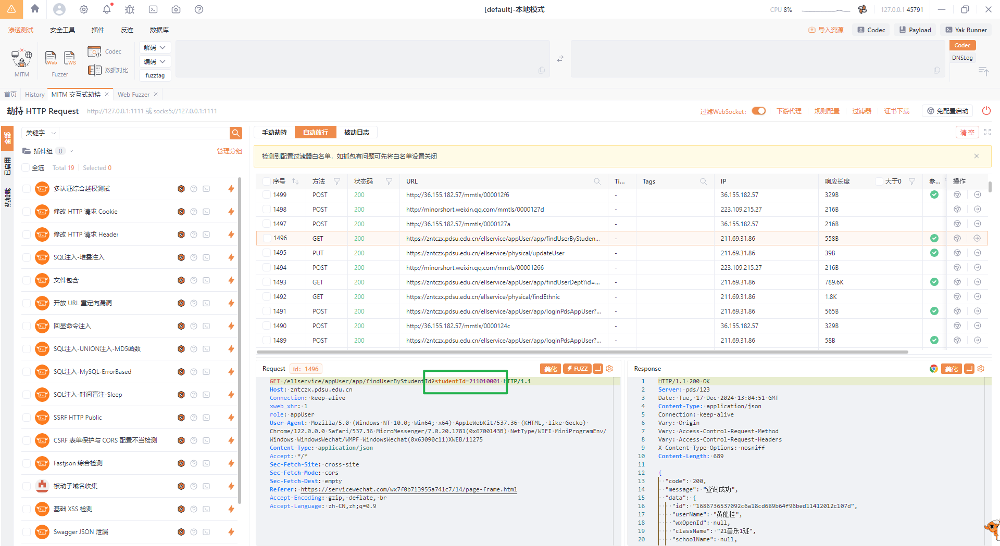 [default]-本地模式
CPU 8%
127.0.0.1 45791
渗透测试 安全工具 插件 反连 数据库
导入资源 Codec Payload Yak Runner
MITM
Web
WS
Fuzzer
Codec
数据对比
解码
编码
fuzztag
Codec
DNSLog
首页 History MITM 交互式劫持 Web Fuzzer
劫持 HTTP Request http://127.0.0.1:1111 或 socks5://127.0.0.1:1111
过滤WebSocket: 下游代理 规则配置 过滤器 证书下载 免配置启动
全部
已启用
热加载
关键字
插件组 0 管理分组
全选 Total 19 Selected 0
多认证综合越权测试
修改 HTTP 请求 Cookie
修改 HTTP 请求 Header
SQL注入-堆叠注入
文件包含
开放 URL 重定向漏洞
回显命令注入
SQL注入-UNION注入-MD5函数
SQL注入-MySQL-ErrorBased
SQL注入-时间盲注-Sleep
SSRF HTTP Public
CSRF 表单保护与 CORS 配置不当检测
Fastjson 综合检测
被动子域名收集
基础 XSS 检测
Swagger JSON 泄漏
手动劫持 自动放行 被动日志 清 空
检测到配置过滤器白名单，如抓包有问题可先将白名单设置关闭
序号 方法 状态码 URL Ti... Tags IP 响应长度 大于0 参... 操作
1499 POST 200 http://36.155.182.57/mmtls/000012f6 - 36.155.182.57 329B
1498 POST 200 http://minorshort.weixin.qq.com/mmtls/0000127d - 223.109.215.27 216B
1497 POST 200 http://36.155.182.57/mmtls/0000127a - 36.155.182.57 216B
1496 GET 200 https://zntczx.pdsu.edu.cn/ellservice/appUser/app/findUserByStuden... - 211.69.31.86 558B
1495 PUT 200 https://zntczx.pdsu.edu.cn/ellservice/physical/updateUser - 211.69.31.86 39B
1494 POST 200 http://minorshort.weixin.qq.com/mmtls/00001266 - 223.109.215.27 216B
1493 GET 200 https://zntczx.pdsu.edu.cn/ellservice/appUser/app/findUserDept?id=... - 211.69.31.86 789.6K
1492 GET 200 https://zntczx.pdsu.edu.cn/ellservice/physical/findEthnic - 211.69.31.86 1.8K
1491 POST 200 https://zntczx.pdsu.edu.cn/ellservice/appUser/app/loginPdsAppUser?... - 211.69.31.86 565B
1490 POST 200 http://36.155.182.57/mmtls/0000124c - 36.155.182.57 329B
1489 POST 200 https://zntczx.pdsu.edu.cn/ellservice/appUser/app/loginPdsAppUser?... - 211.69.31.86 58B
Request id: 1496 美化 FUZZ
GET /ellservice/appUser/app/findUserByStudentId?studentId=211010001 HTTP/1.1
Host: zntczx.pdsu.edu.cn
Connection: keep-alive
xweb_xhr: 1
role: appUser
User-Agent: Mozilla/5.0 (Windows NT 10.0; Win64; x64) AppleWebKit/537.36 (KHTML, like Gecko)
Chrome/122.0.0.0 Safari/537.36 MicroMessenger/7.0.20.1781(0x6700143B) NetType/WIFI MiniProgramEnv/
Windows WindowsWechat/WMPF WindowsWechat(0x63090c11)XWEB/11275
Content-Type: application/json
Accept: */*
Sec-Fetch-Site: cross-site
Sec-Fetch-Mode: cors
Sec-Fetch-Dest: empty
Referer: https://servicewechat.com/wx7f0b713955a741c7/14/page-frame.html
Accept-Encoding: gzip, deflate, br
Accept-Language: zh-CN,zh;q=0.9
Response 美化
1 HTTP/1.1 200 OK
2 Server: pds/123
3 Date: Tue, 17 Dec 2024 13:04:51 GMT
4 Content-Type: application/json
5 Connection: keep-alive
6 Vary: Origin
7 Vary: Access-Control-Request-Method
8 Vary: Access-Control-Request-Headers
9 X-Content-Type-Options: nosniff
10 Content-Length: 689
11
12 {
13 "code": 200,
14 "message": "查询成功",
15 "data": {
16 "id": "1686736537092c6a18cd689b64f96bed11412012c107d",
17 "userName": "黄健桂",
18 "wxOpenId": null,
19 "className": "21音乐1班",
20 "schoolName": null,